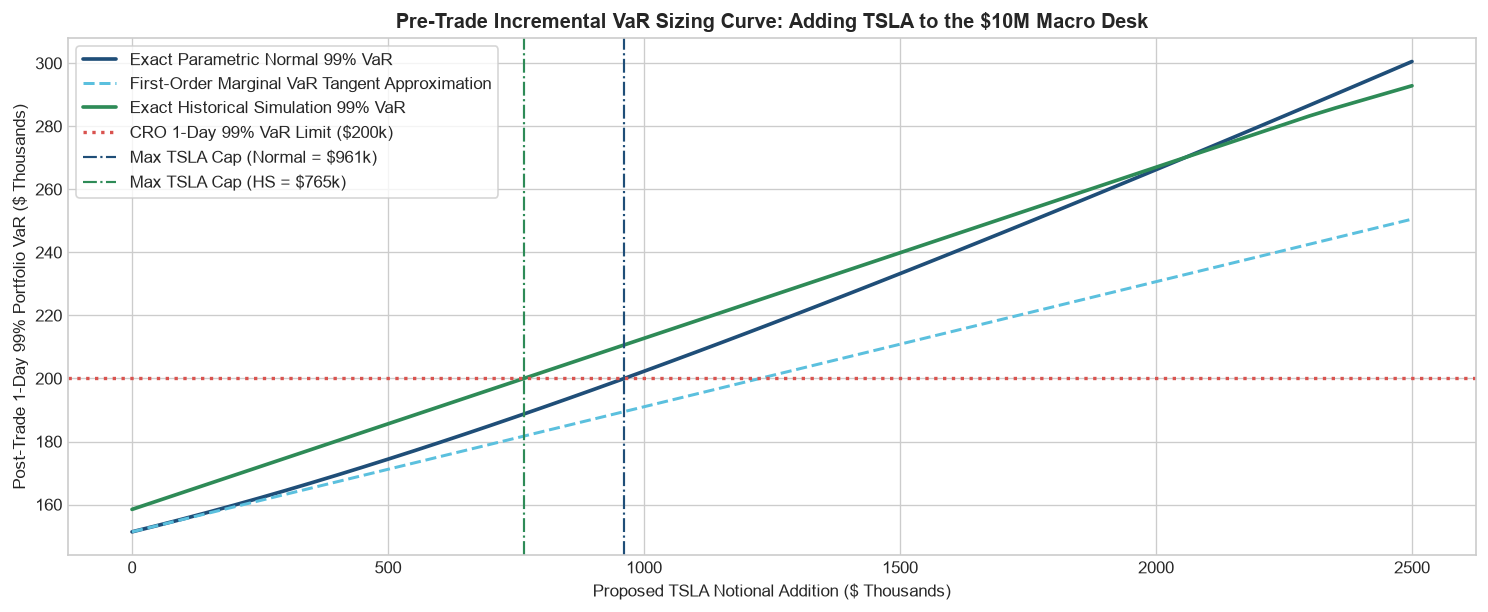 Pre-Trade Incremental VaR Sizing Curve: Adding TSLA to the $10M Macro Desk
Exact Parametric Normal 99% VaR
First-Order Marginal VaR Tangent Approximation
Exact Historical Simulation 99% VaR
CRO 1-Day 99% VaR Limit ($200k)
Max TSLA Cap (Normal = $961k)
Max TSLA Cap (HS = $765k)
Post-Trade 1-Day 99% Portfolio VaR ($ Thousands)
300
280
260
240
220
200
180
160
0
500
1000
1500
2000
2500
Proposed TSLA Notional Addition ($ Thousands)